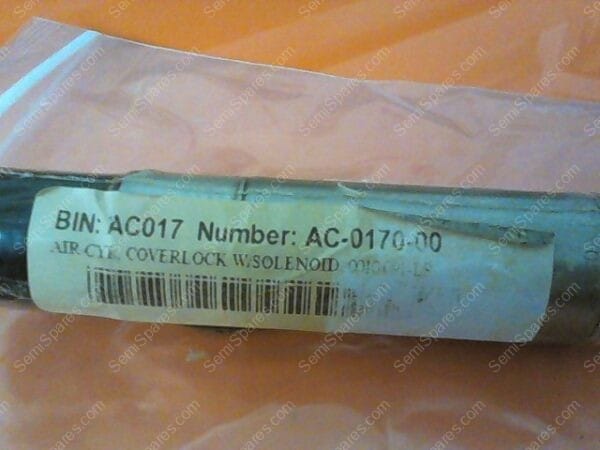 BIN: AC017 Number: AC-0170-00
AIR CYL, COVERLOCK W/SOLENOID,
SemiSpares.com